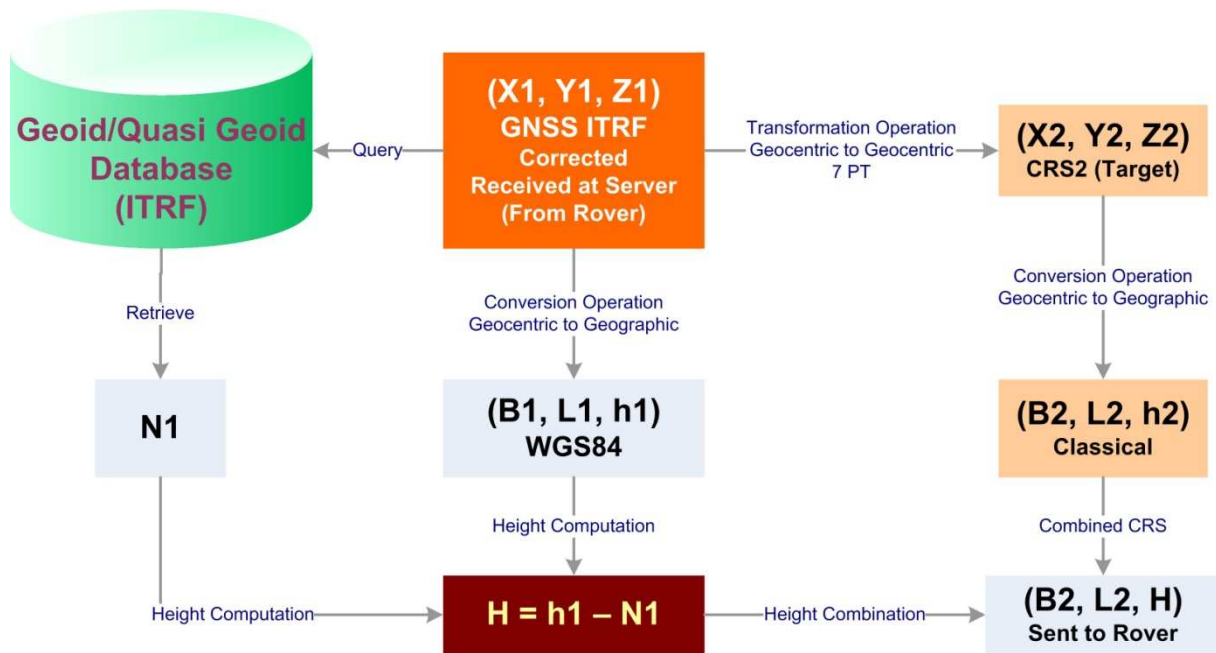 Geoid/Quasi Geoid
Database
(ITRF)
Query
(X1, Y1, Z1)
GNSS ITRF
Corrected
Received at Server
(From Rover)
Transformation Operation
Geocentric to Geocentric
7 PT
(X2, Y2, Z2)
CRS2 (Target)
Retrieve
Conversion Operation
Geocentric to Geographic
Conversion Operation
Geocentric to Geographic
N1
(B1, L1, h1)
WGS84
(B2, L2, h2)
Classical
Height Computation
Combined CRS
Height Computation
H = h1 – N1
Height Combination
(B2, L2, H)
Sent to Rover